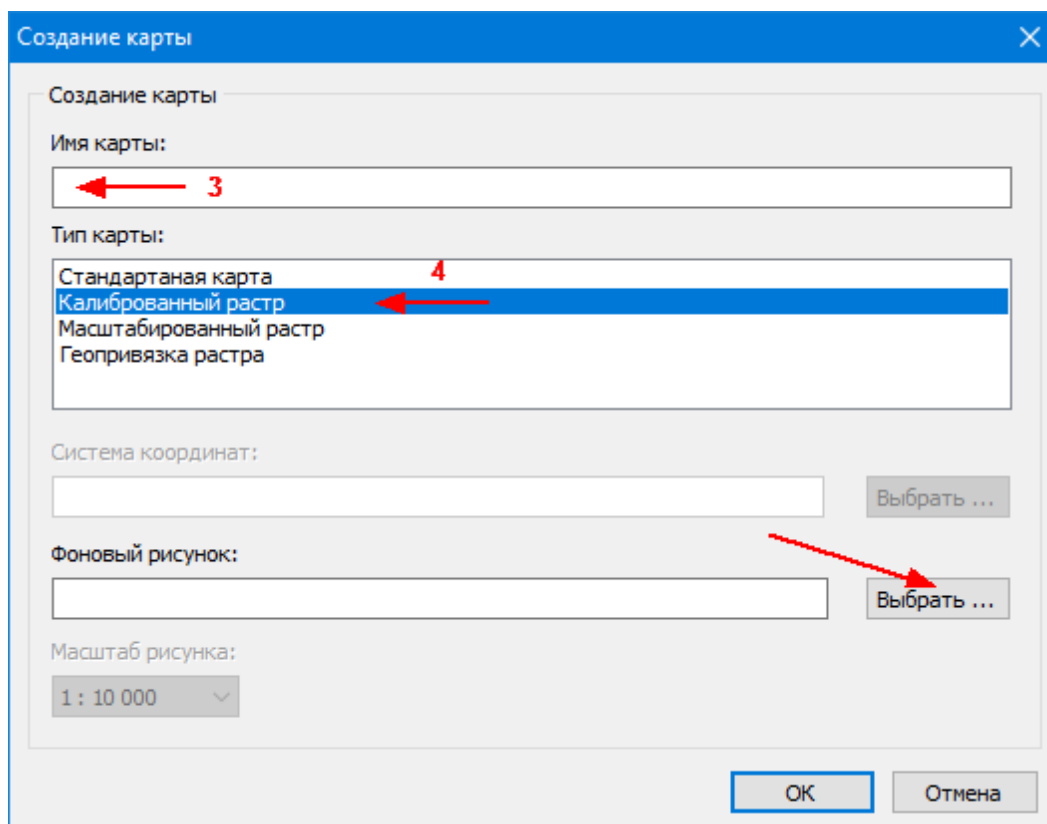 Создание карты
Создание карты
Имя карты:
3
Тип карты:
4
Стандартаная карта
Калиброванный растр
Масштабированный растр
Геопривязка растра
Система координат:
Выбрать ...
Фоновый рисунок:
Выбрать ...
Масштаб рисунка:
1 : 10 000
OK Отмена